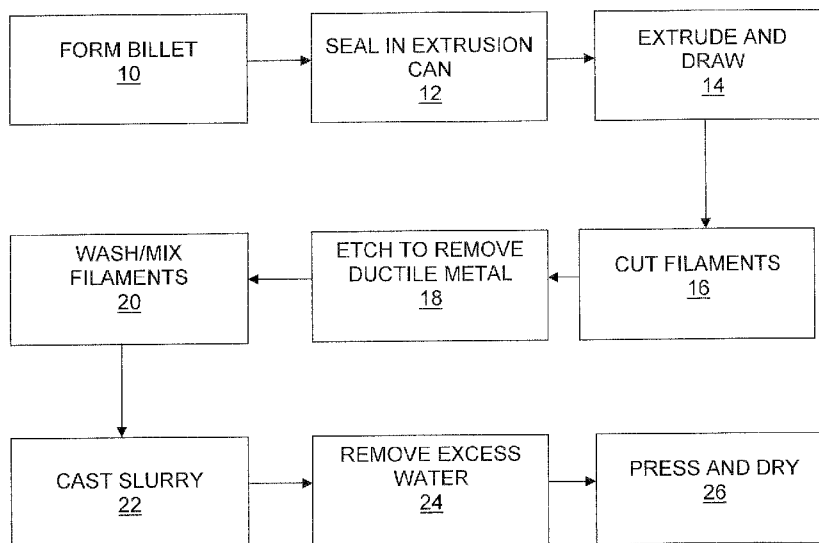 FORM BILLET
10
SEAL IN EXTRUSION
CAN
12
EXTRUDE AND
DRAW
14
CUT FILAMENTS
16
ETCH TO REMOVE
DUCTILE METAL
18
WASH/MIX
FILAMENTS
20
CAST SLURRY
22
REMOVE EXCESS
WATER
24
PRESS AND DRY
26